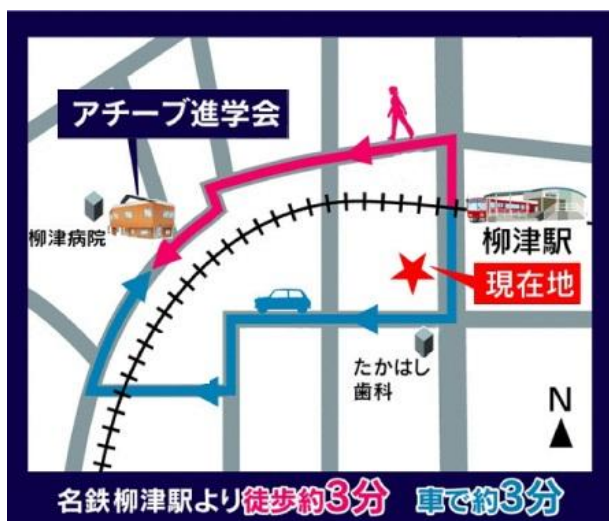 アチーブ進学会
柳津病院
柳津駅
現在地
たかはし
歯科
N
名鉄柳津駅より徒歩約3分 車で約3分